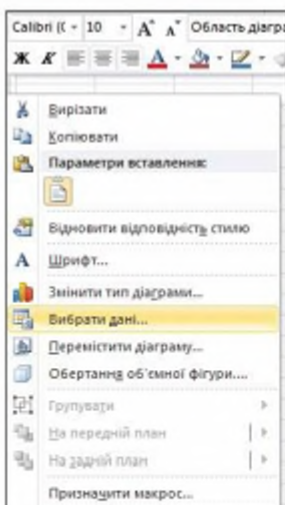 Calibri (( 10 А А Область діагра
Ж К А
Вирізати
Копіювати
Параметри вставлення:
Відновити відповідність стилю
Шрифт...
Змінити тип діаграми...
Вибрати дані...
Перемістити діаграму...
Обертання об'ємної фігури....
Групувати
На передній план
На задній план
Призначити макрос...